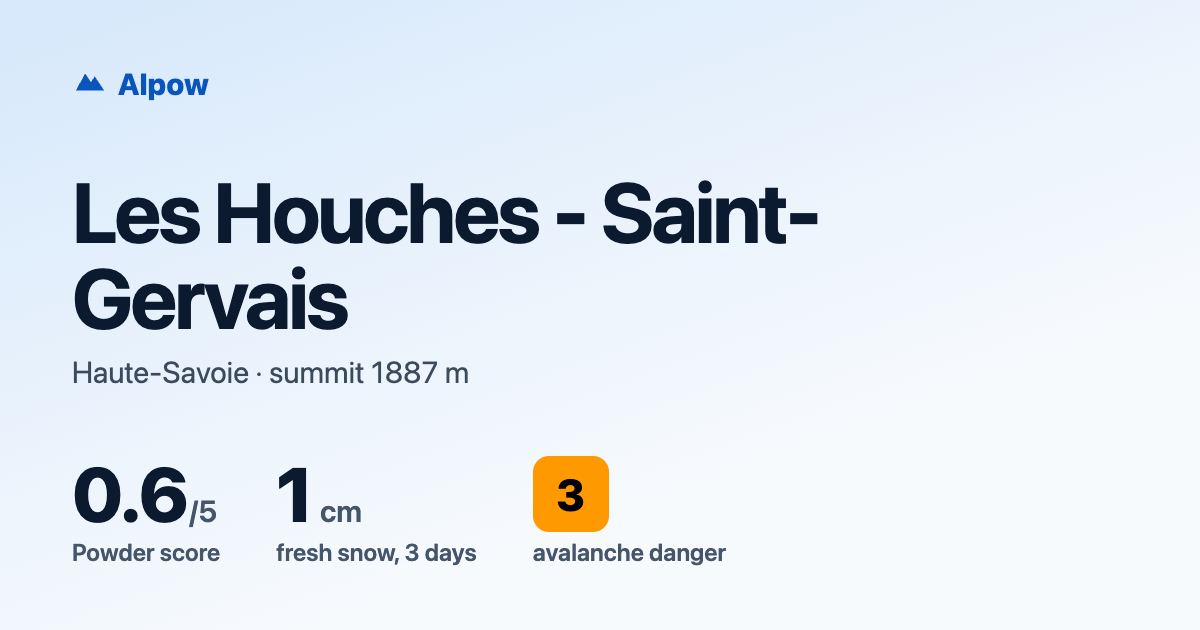 Alpow
Les Houches - Saint-
Gervais
Haute-Savoie · summit 1887 m
0.6/5
Powder score
1 cm
fresh snow, 3 days
3
avalanche danger